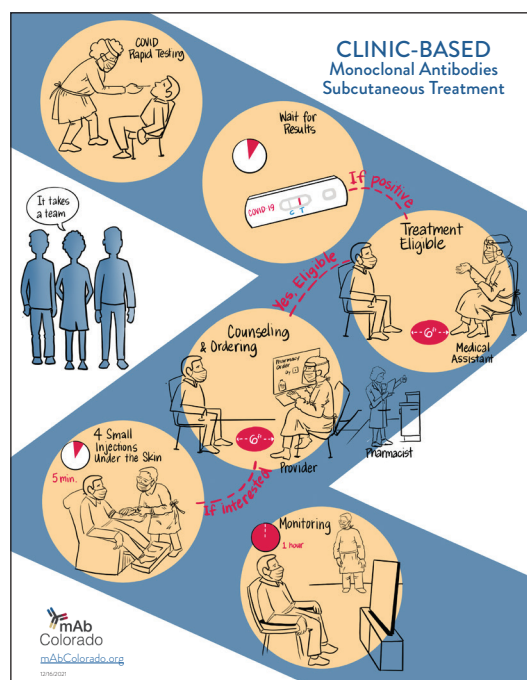 CLINIC-BASED
Monoclonal Antibodies
Subcutaneous Treatment
COVID
Rapid Testing
Wait for
Results
COVID-19
C T
If positive
It takes
a team
Treatment
Eligible
6ft
Medical
Assistant
Yes, Eligible
Counseling
& Ordering
Pharmacy
Order
6ft
Provider
Pharmacist
If interested
4 Small
Injections
Under the Skin
5 min.
Monitoring
1 hour
mAb
Colorado
mAbColorado.org
12/16/2021